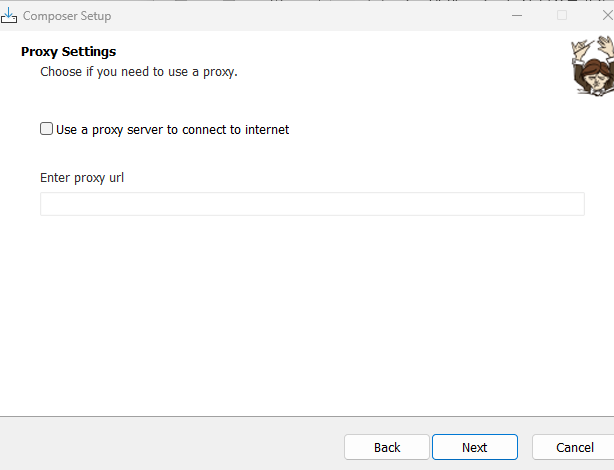 Composer Setup
Proxy Settings
Choose if you need to use a proxy.
Use a proxy server to connect to internet
Enter proxy url
Back
Next
Cancel